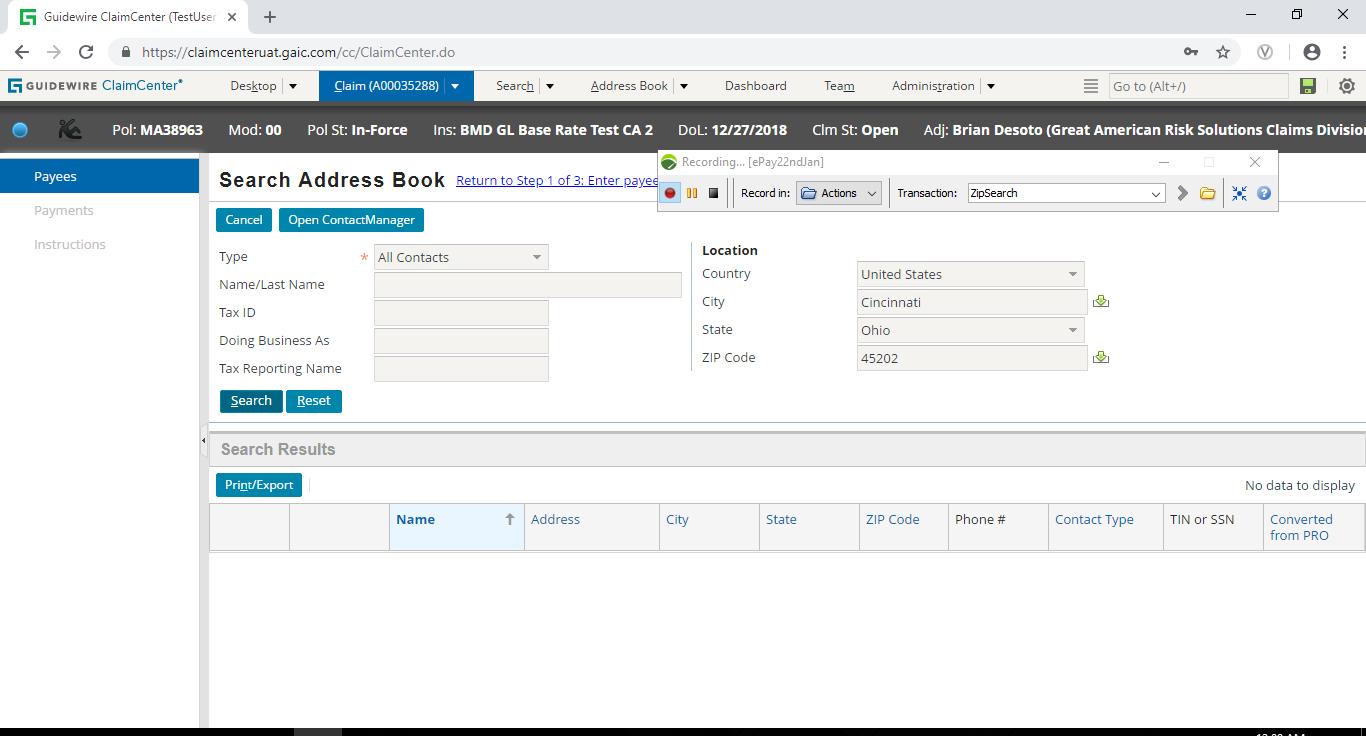 Guidewire ClaimCenter (TestUser
https://claimcenteruat.gaic.com/cc/ClaimCenter.do
GUIDEWIRE ClaimCenter® Desktop Claim (A00035288) Search Address Book Dashboard Team Administration Go to (Alt+/)
Pol: MA38963 Mod: 00 Pol St: In-Force Ins: BMD GL Base Rate Test CA 2 DoL: 12/27/2018 Clm St: Open Adj: Brian Desoto (Great American Risk Solutions Claims Divisio
Recording... [ePay22ndJan]
Record in: Actions Transaction: ZipSearch
Payees
Payments
Instructions
Search Address Book Return to Step 1 of 3: Enter payee
Cancel Open ContactManager
Type * All Contacts
Name/Last Name
Tax ID
Doing Business As
Tax Reporting Name
Location
Country United States
City Cincinnati
State Ohio
ZIP Code 45202
Search Reset
Search Results
Print/Export No data to display
Name Address City State ZIP Code Phone # Contact Type TIN or SSN Converted
from PRO